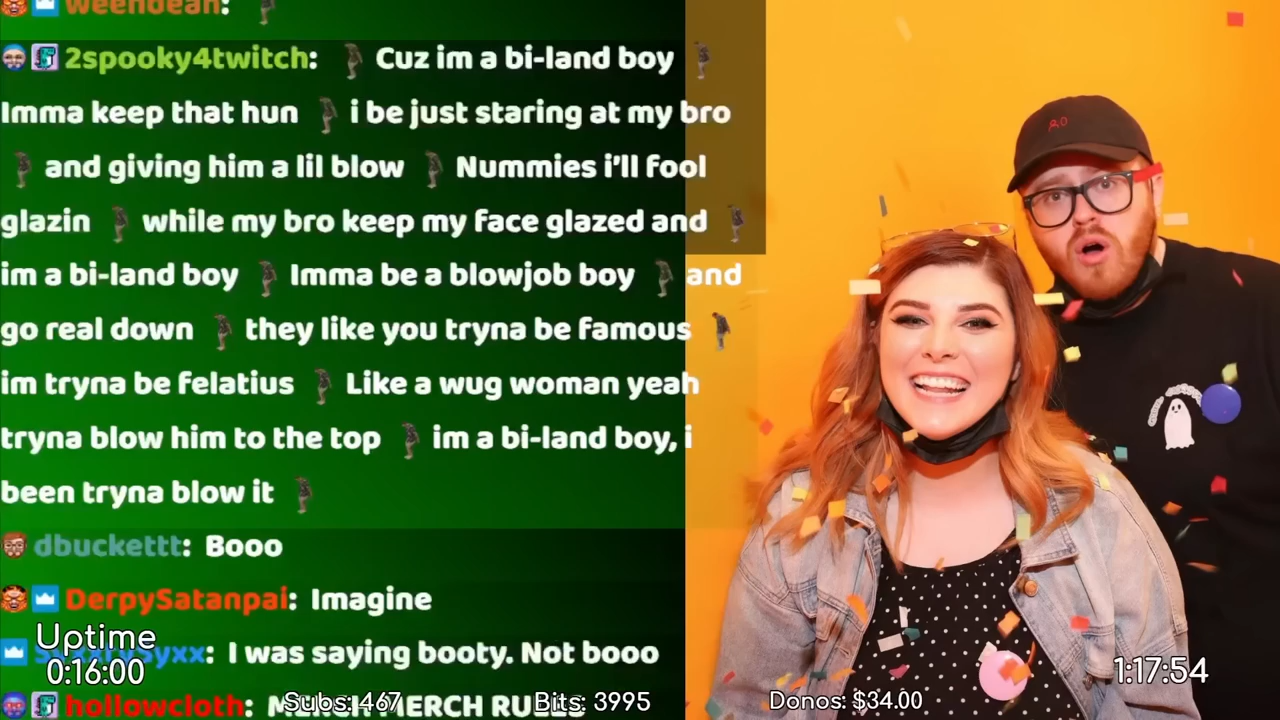 weendean:
2spooky4twitch: Cuz im a bi-land boy
Imma keep that hun i be just staring at my bro
and giving him a lil blow Nummies i'll fool
glazin while my bro keep my face glazed and
im a bi-land boy Imma be a blowjob boy and
go real down they like you tryna be famous
im tryna be felatius Like a wug woman yeah
tryna blow him to the top im a bi-land boy, i
been tryna blow it
dbuckettt: Booo
DerpySatanpai: Imagine
Uptime
I was saying booty. Not booo
0:16:00
1:17:54
hollowcloth: MERCH MERCH RULES
Subs: 467
Bits: 3995
Donos: $34.00